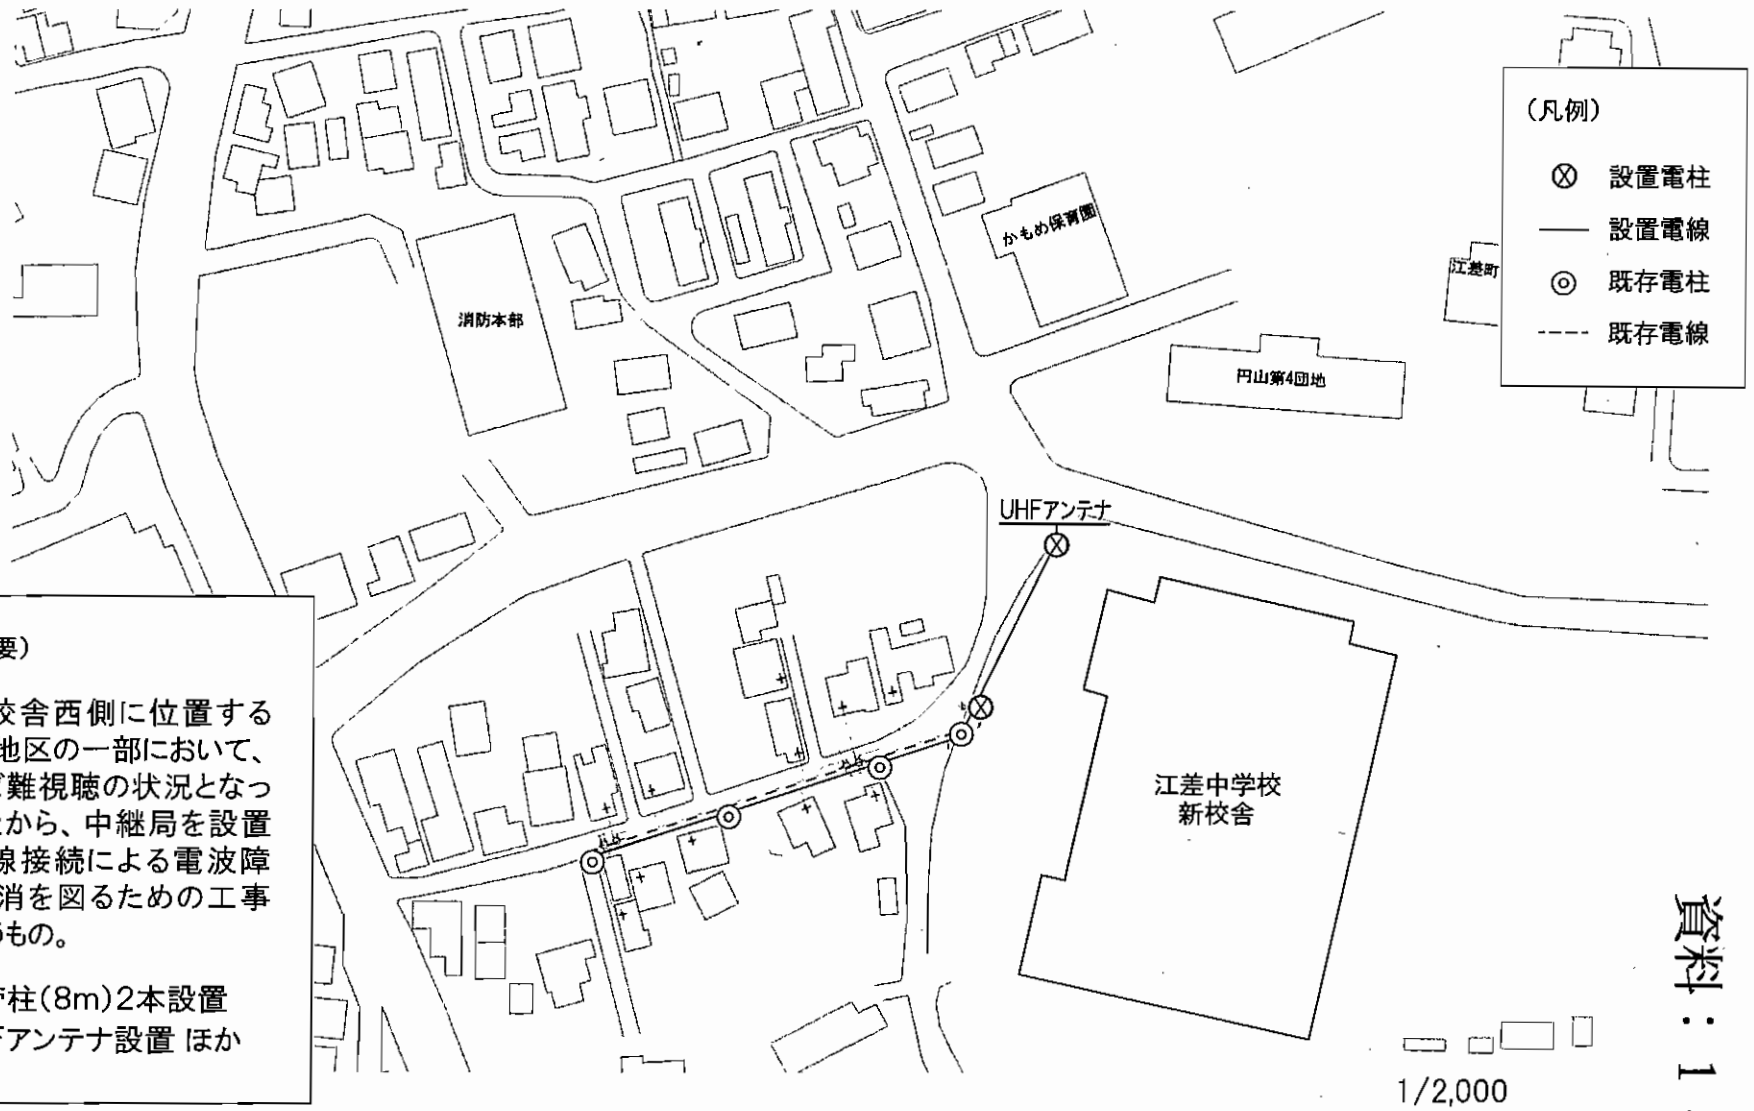 (凡例)
設置電柱
設置電線
既存電柱
既存電線
かもめ保育園
江差町
消防本部
円山第4団地
UHFアンテナ
要)
校舎西側に位置する
地区の一部において、
難視聴の状況となっ
から、中継局を設置
線接続による電波障
消を図るための工事
もの。
柱(8m)2本設置
アンテナ設置 ほか
江差中学校
新校舎
資料:1
1/2,000